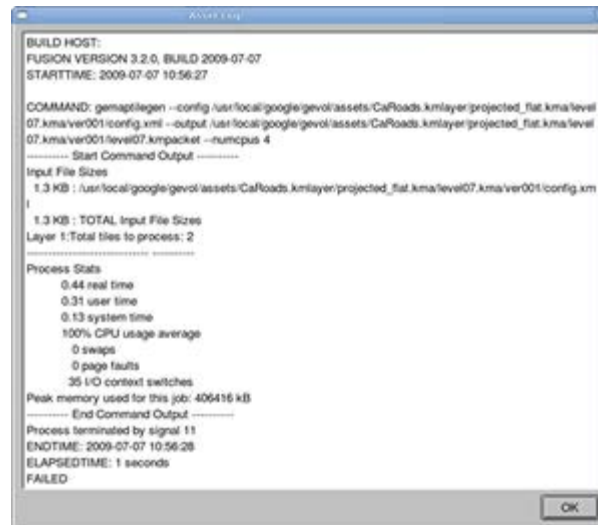 Asset Log
BUILD HOST:
FUSION VERSION 3.2.0, BUILD 2009-07-07
STARTTIME: 2009-07-07 10:56:27
COMMAND: gemaptilegen --config /usr/local/google/gevol/assets/CaRoads.kmlayer/projected_flat.kma/level
07.kma/ver001/config.xml --output /usr/local/google/gevol/assets/CaRoads.kmlayer/projected_flat.kma/level
07.kma/ver001/level07.kmpacket --numcpus 4
---------- Start Command Output ----------
Input File Sizes
1.3 KB : /usr/local/google/gevol/assets/CaRoads.kmlayer/projected_flat.kma/level07.kma/ver001/config.xm
l
1.3 KB : TOTAL Input File Sizes
Layer 1:Total tiles to process: 2
------------------------------ ----------
Process Stats
0.44 real time
0.31 user time
0.13 system time
100% CPU usage average
0 swaps
0 page faults
35 I/O context switches
Peak memory used for this job: 406416 kB
---------- End Command Output ----------
Process terminated by signal 11
ENDTIME: 2009-07-07 10:56:28
ELAPSEDTIME: 1 seconds
FAILED
OK